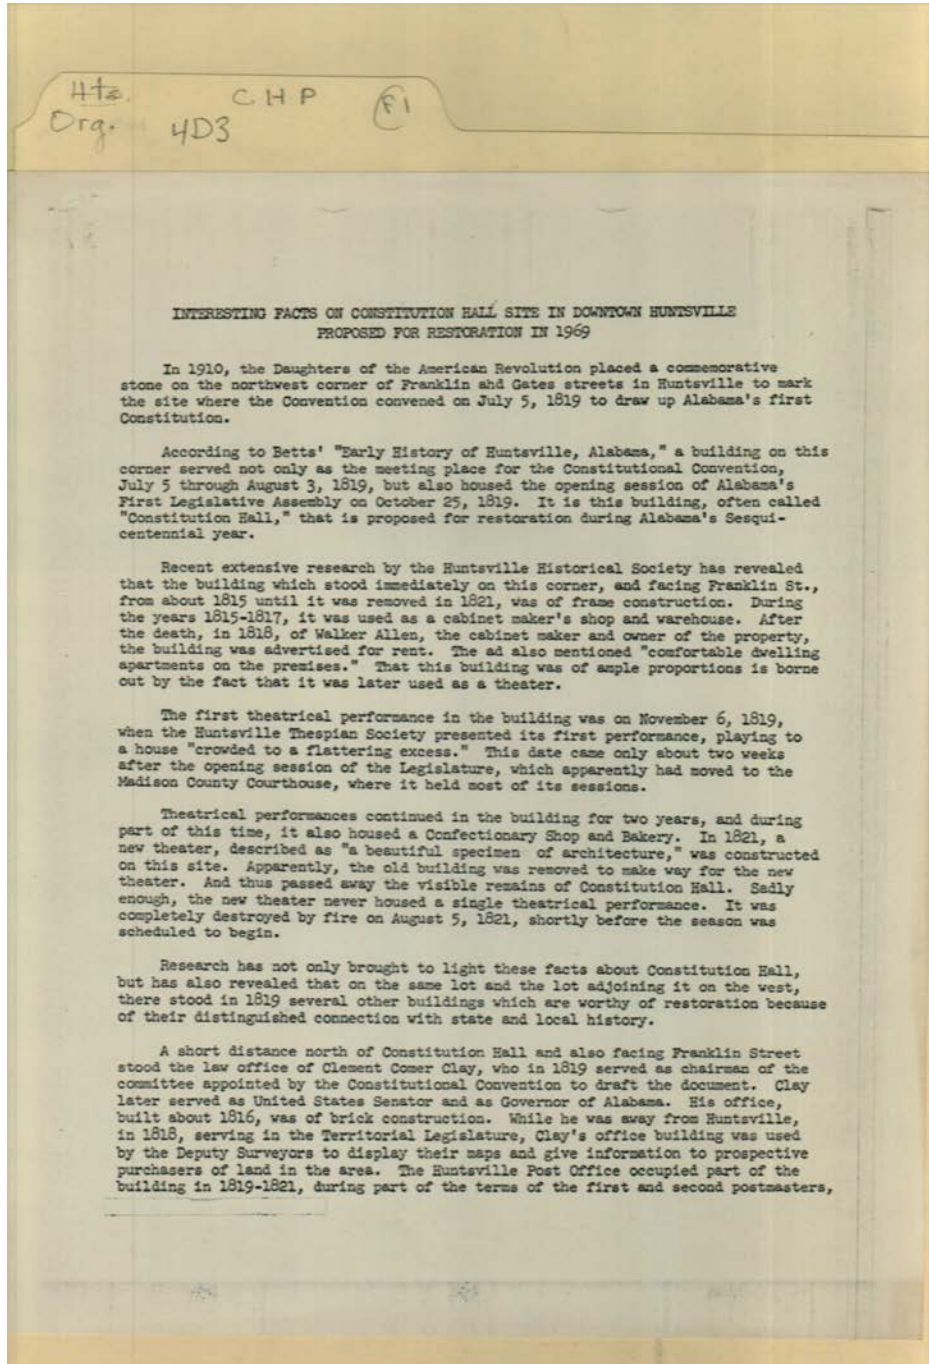 Hts. CHP F1
Org. 4D3
INTERESTING FACTS ON CONSTITUTION HALL SITE IN DOWNTOWN HUNTSVILLE
PROPOSED FOR RESTORATION IN 1969
In 1910, the Daughters of the American Revolution placed a commemorative
stone on the northwest corner of Franklin ahd Gates streets in Huntsville to mark
the site where the Convention convened on July 5, 1819 to draw up Alabama's first
Constitution.
According to Betts' "Early History of Huntsville, Alabama," a building on this
corner served not only as the meeting place for the Constitutional Convention,
July 5 through August 3, 1819, but also housed the opening session of Alabama's
First Legislative Assembly on October 25, 1819. It is this building, often called
"Constitution Hall," that is proposed for restoration during Alabama's Sesqui-
centennial year.
Recent extensive research by the Huntsville Historical Society has revealed
that the building which stood immediately on this corner, and facing Franklin St.,
from about 1815 until it was removed in 1821, was of frame construction. During
the years 1815-1817, it was used as a cabinet maker's shop and warehouse. After
the death, in 1818, of Walker Allen, the cabinet maker and owner of the property,
the building was advertised for rent. The ad also mentioned "comfortable dwelling
apartments on the premises." That this building was of ample proportions is borne
out by the fact that it was later used as a theater.
The first theatrical performance in the building was on November 6, 1819,
when the Huntsville Thespian Society presented its first performance, playing to
a house "crowded to a flattering excess." This date came only about two weeks
after the opening session of the Legislature, which apparently had moved to the
Madison County Courthouse, where it held most of its sessions.
Theatrical performances continued in the building for two years, and during
part of this time, it also housed a Confectionary Shop and Bakery. In 1821, a
new theater, described as "a beautiful specimen of architecture," was constructed
on this site. Apparently, the old building was removed to make way for the new
theater. And thus passed away the visible remains of Constitution Hall. Sadly
enough, the new theater never housed a single theatrical performance. It was
completely destroyed by fire on August 5, 1821, shortly before the season was
scheduled to begin.
Research has not only brought to light these facts about Constitution Hall,
but has also revealed that on the same lot and the lot adjoining it on the west,
there stood in 1819 several other buildings which are worthy of restoration because
of their distinguished connection with state and local history.
A short distance north of Constitution Hall and also facing Franklin Street
stood the law office of Clement Comer Clay, who in 1819 served as chairman of the
committee appointed by the Constitutional Convention to draft the document. Clay
later served as United States Senator and as Governor of Alabama. His office,
built about 1816, was of brick construction. While he was away from Huntsville,
in 1818, serving in the Territorial Legislature, Clay's office building was used
by the Deputy Surveyors to display their maps and give information to prospective
purchasers of land in the area. The Huntsville Post Office occupied part of the
building in 1819-1821, during part of the terms of the first and second postmasters,